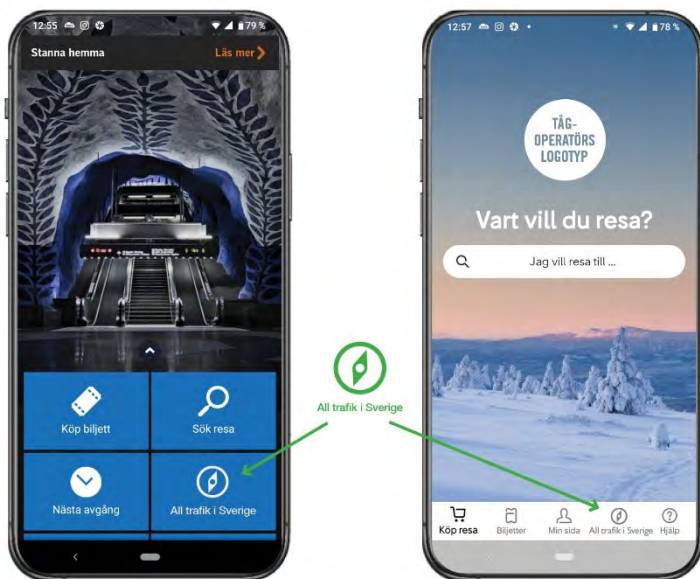 12:55
79 %
Stanna hemma
Läs mer
Köp biljett
Sök resa
Nästa avgång
All trafik i Sverige
All trafik i Sverige
12:57
78 %
TÅG-
OPERATÖRS
LOGOTYP
Vart vill du resa?
Jag vill resa till ...
Köp resa
Biljetter
Min sida
All trafik i Sverige
Hjälp